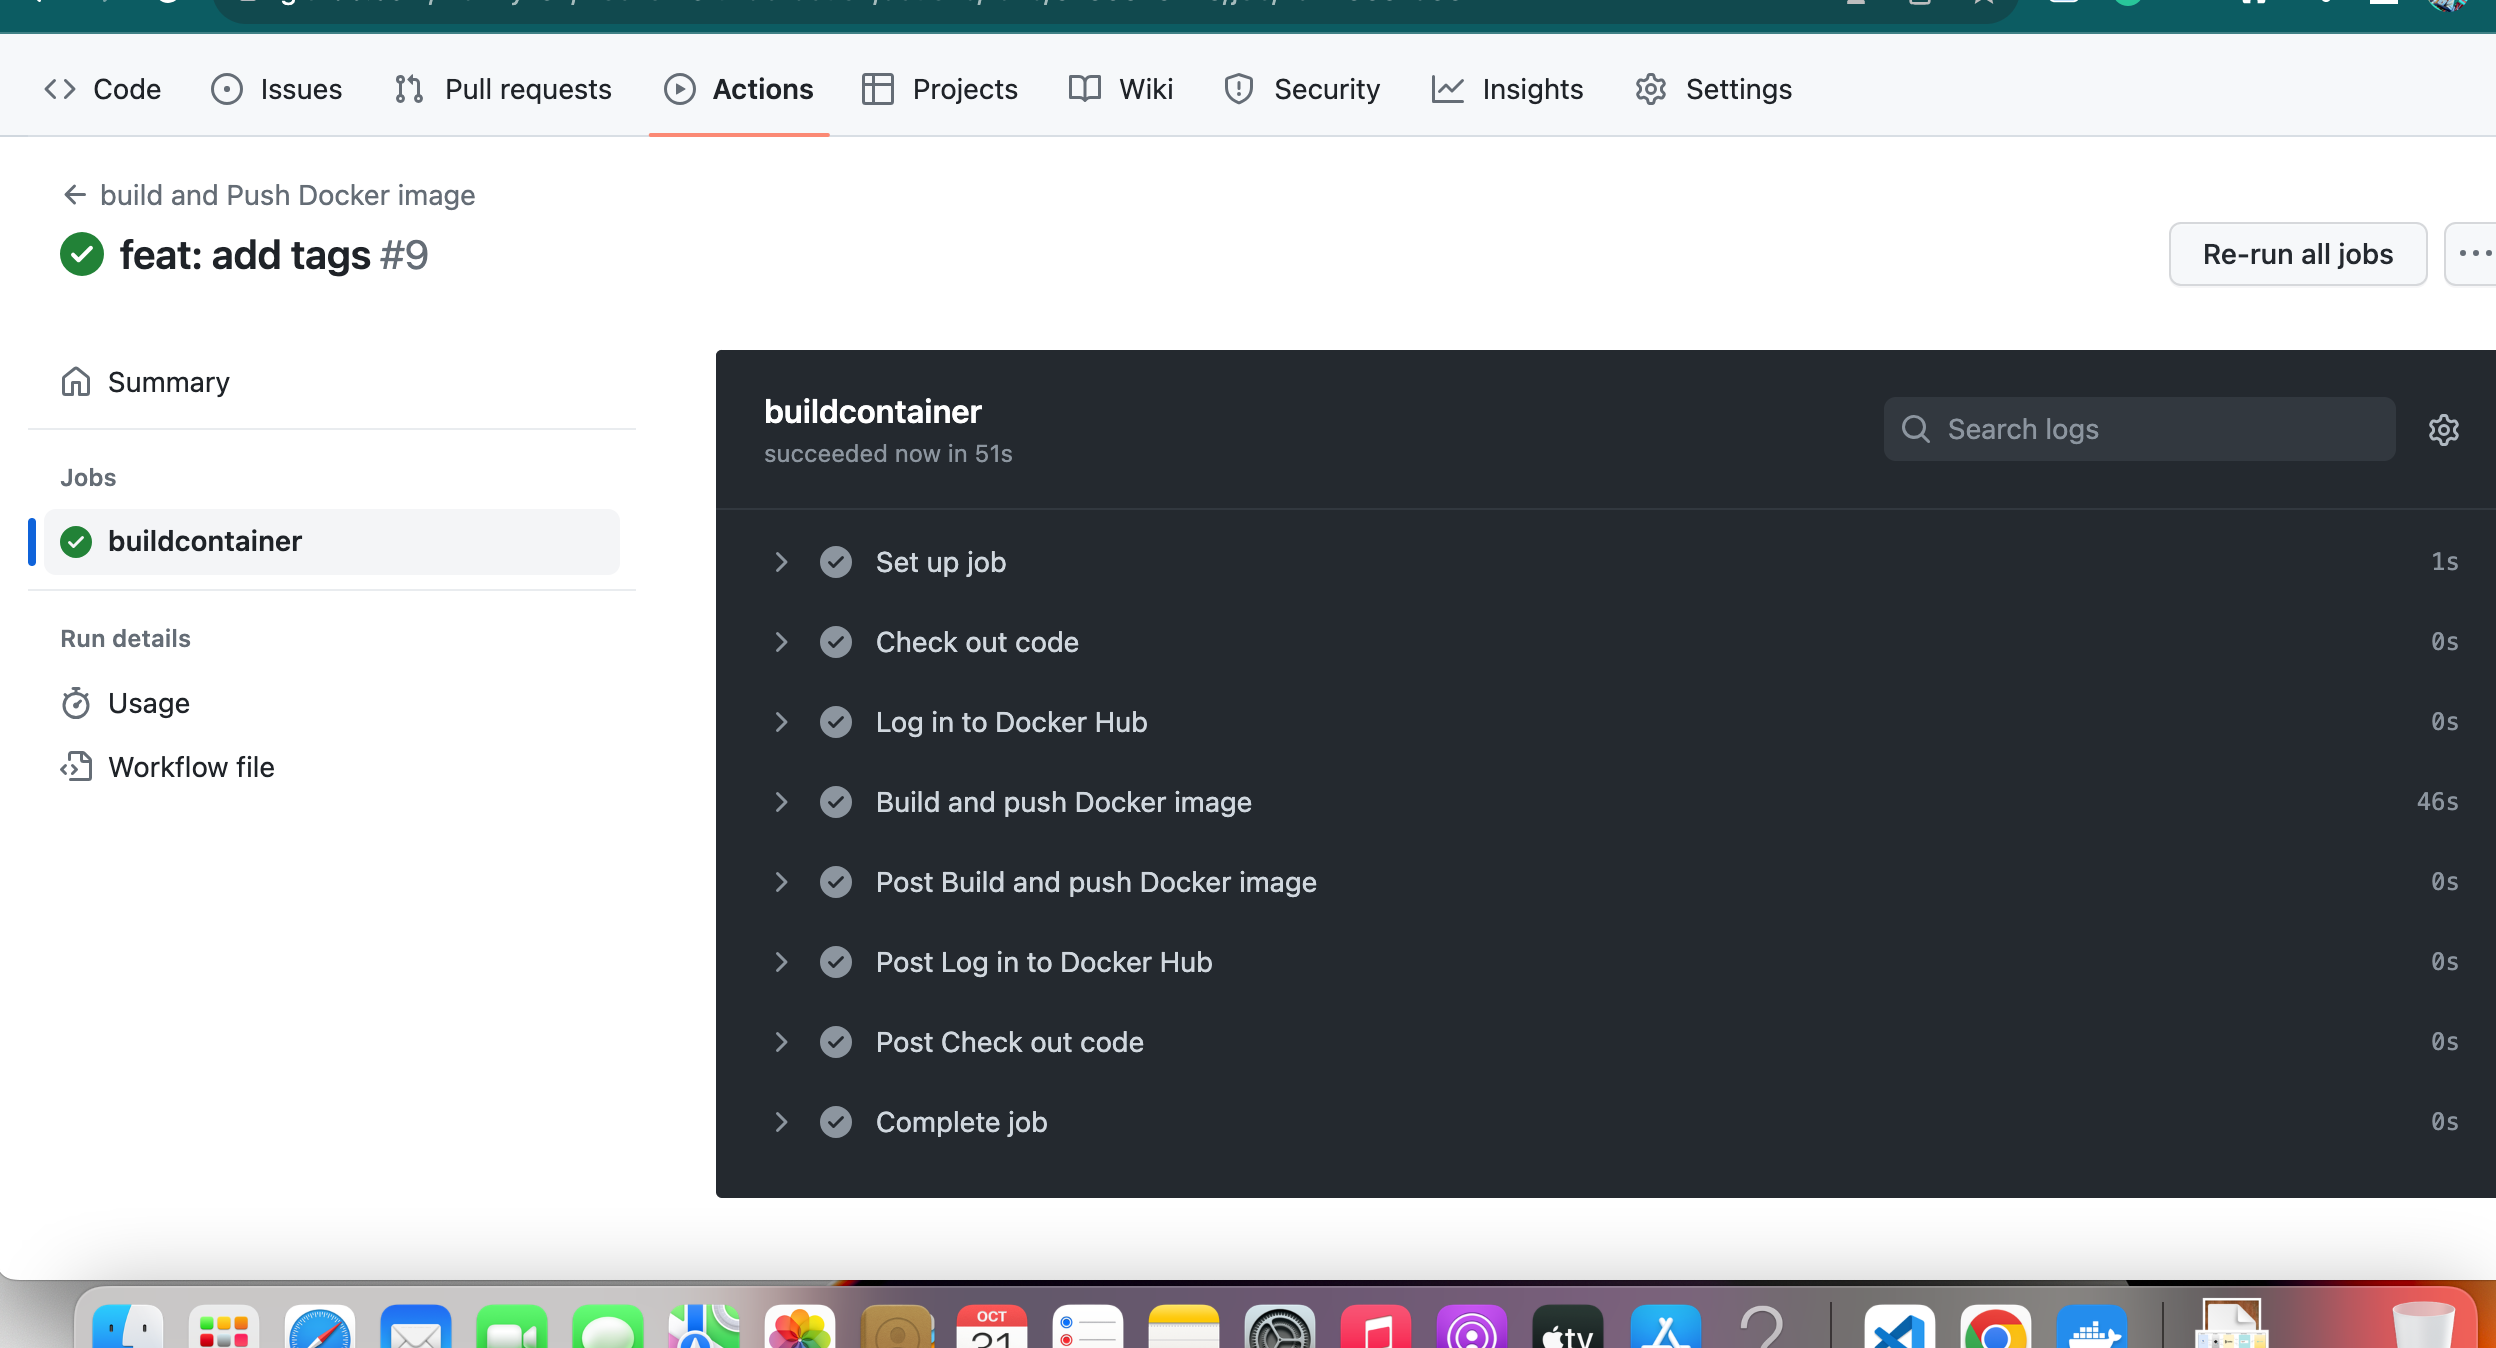 Code Issues Pull requests Actions Projects Wiki Security Insights Settings
build and Push Docker image
feat: add tags #9
Re-run all jobs
Summary
Jobs
buildcontainer
Run details
Usage
Workflow file
buildcontainer
succeeded now in 51s
Search logs
Set up job 1s
Check out code 0s
Log in to Docker Hub 0s
Build and push Docker image 46s
Post Build and push Docker image 0s
Post Log in to Docker Hub 0s
Post Check out code 0s
Complete job 0s
OCT
31
tv